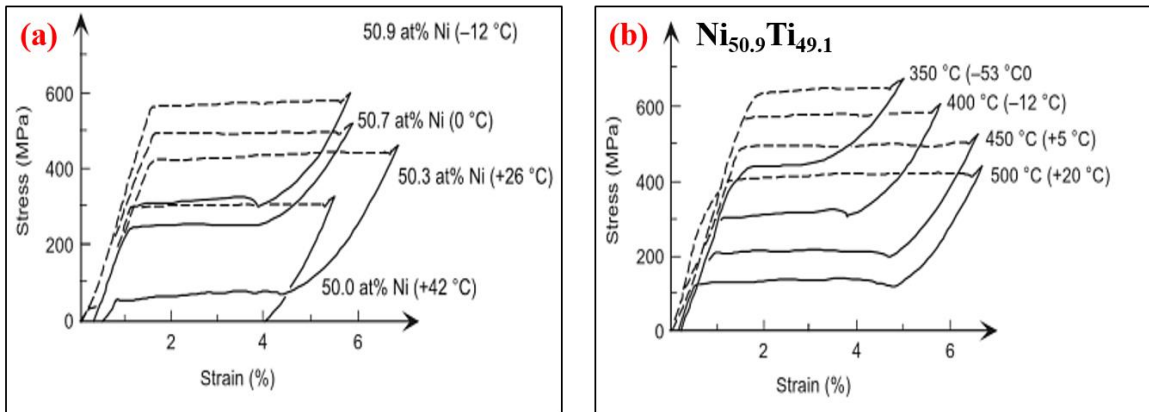 (a)
50.9 at% Ni (–12 °C)
600
50.7 at% Ni (0 °C)
400
50.3 at% Ni (+26 °C)
200
50.0 at% Ni (+42 °C)
0
2
4
6
Stress (MPa)
Strain (%)
(b) Ni50.9Ti49.1
350 °C (–53 °C0
400 °C (–12 °C)
600
450 °C (+5 °C)
500 °C (+20 °C)
400
200
0
2
4
6
Stress (MPa)
Strain (%)